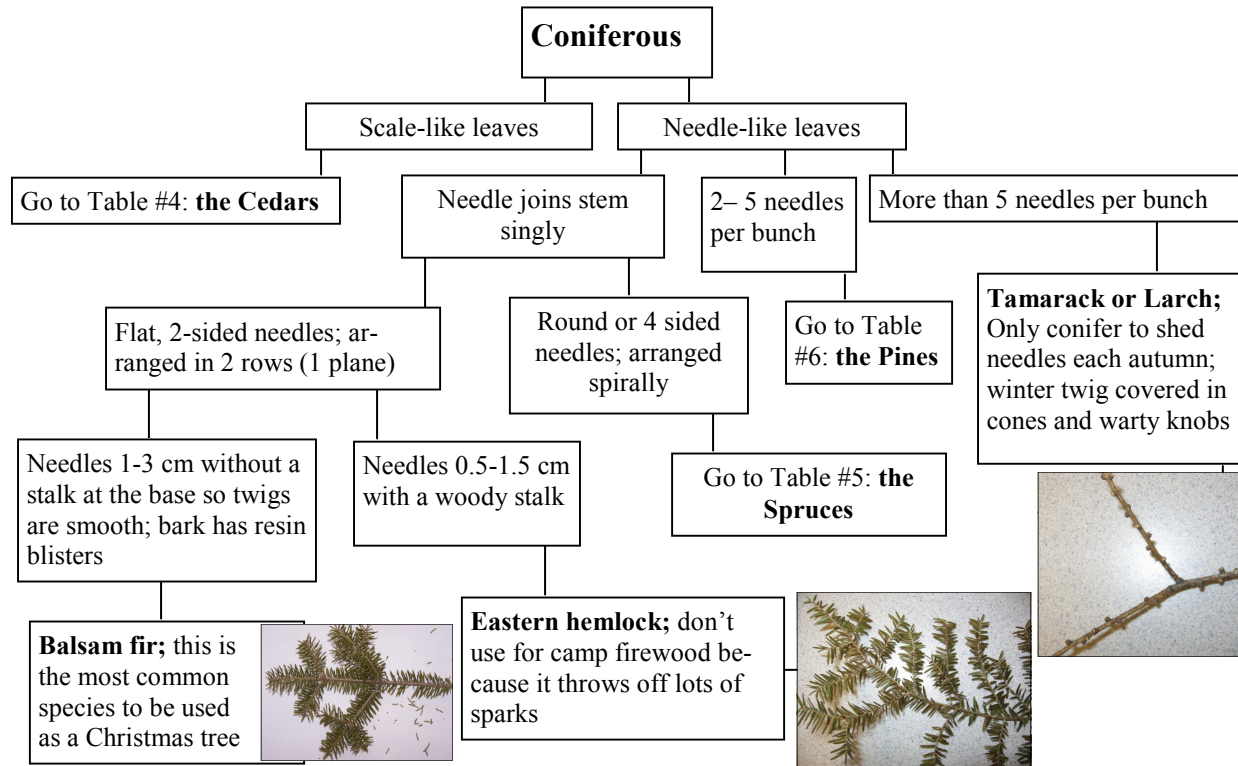 Coniferous
Scale-like leaves
Needle-like leaves
Go to Table #4: the Cedars
Needle joins stem
singly
2– 5 needles
per bunch
More than 5 needles per bunch
Flat, 2-sided needles; ar-
ranged in 2 rows (1 plane)
Round or 4 sided
needles; arranged
spirally
Go to Table
#6: the Pines
Tamarack or Larch;
Only conifer to shed
needles each autumn;
winter twig covered in
cones and warty knobs
Needles 1-3 cm without a
stalk at the base so twigs
are smooth; bark has resin
blisters
Needles 0.5-1.5 cm
with a woody stalk
Go to Table #5: the
Spruces
Balsam fir; this is
the most common
species to be used
as a Christmas tree
Eastern hemlock; don’t
use for camp firewood be-
cause it throws off lots of
sparks